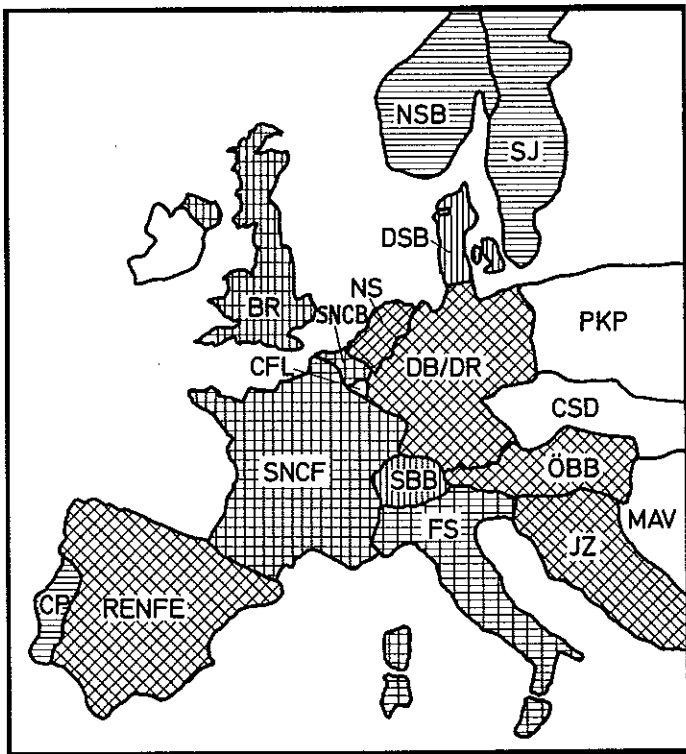 NSB
SJ
DSB
BR
NS
SNCB
PKP
CFL
DB/DR
CSD
SNCF
SBB
ÖBB
FS
MAV
JZ
CP
RENFE